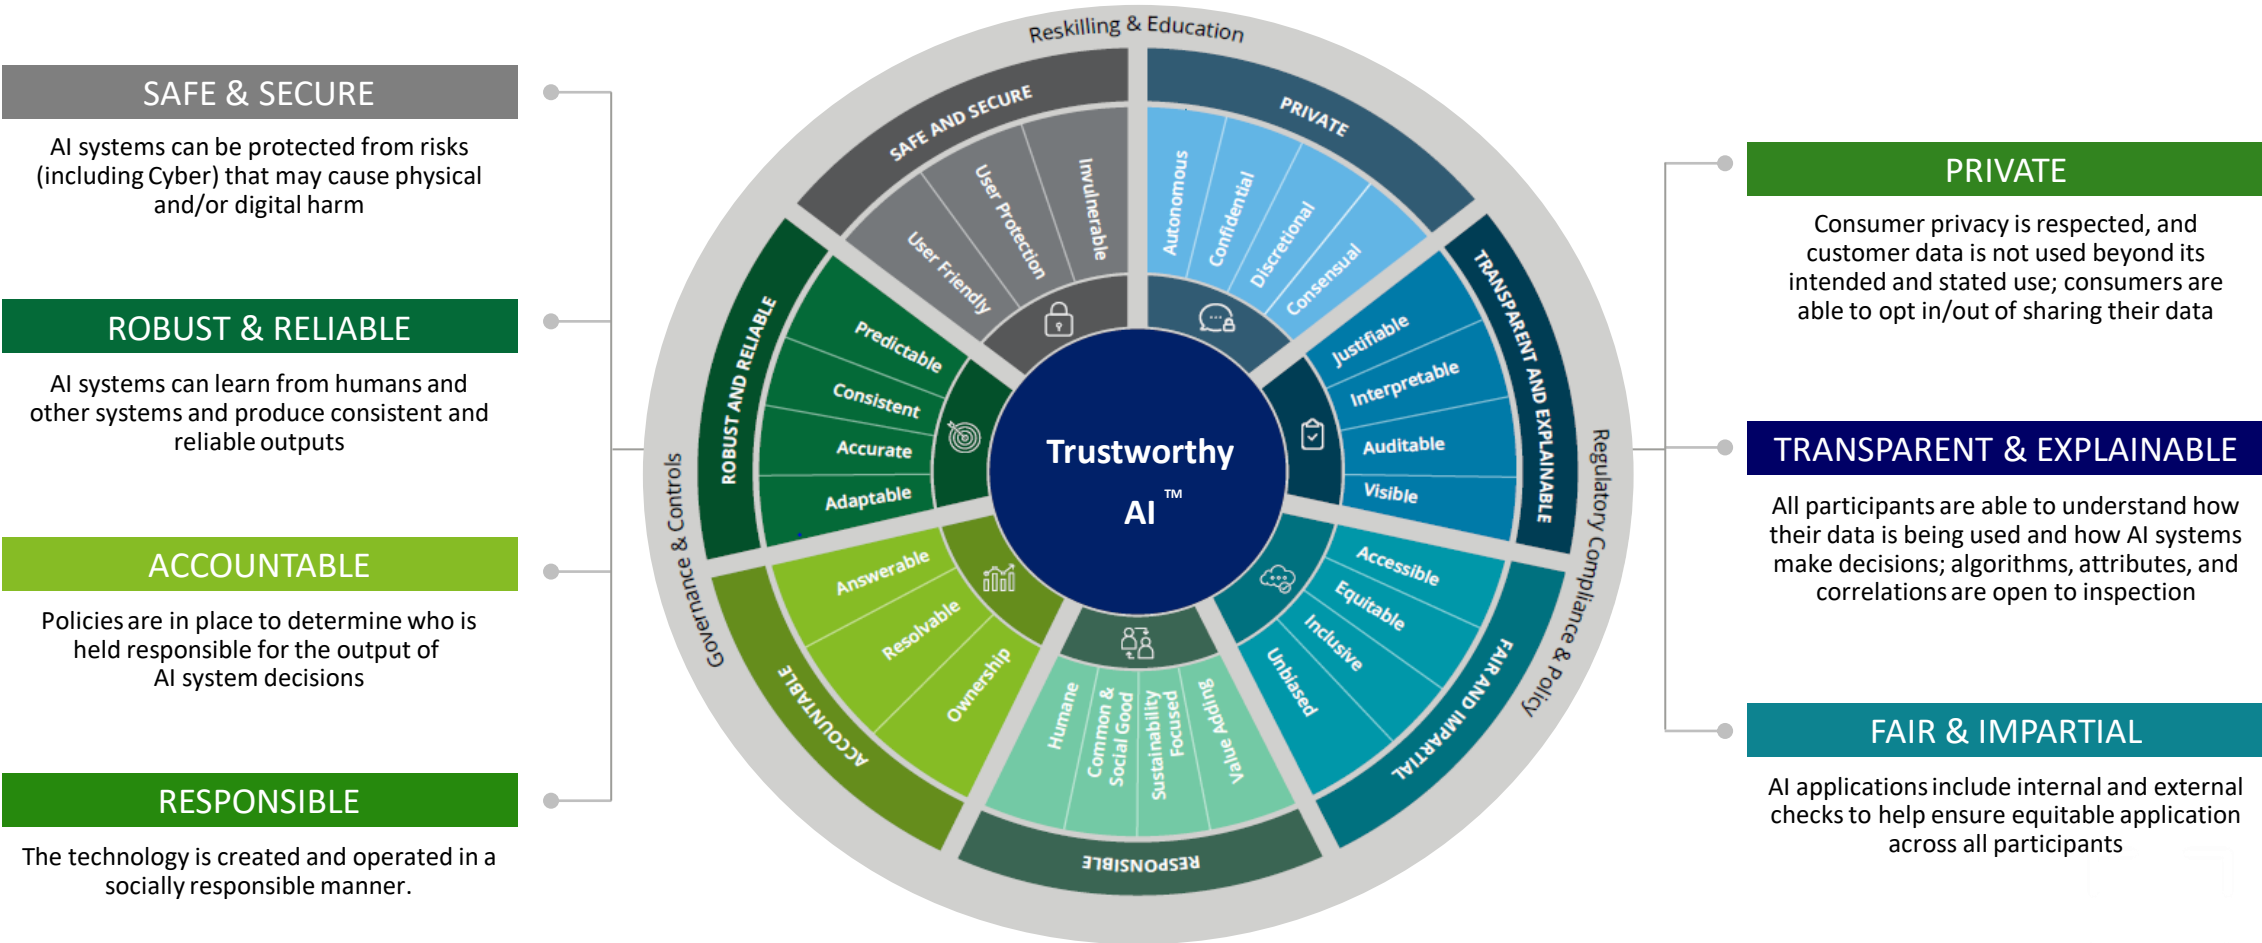 SAFE & SECURE
AI systems can be protected from risks
(including Cyber) that may cause physical
and/or digital harm
ROBUST & RELIABLE
AI systems can learn from humans and
other systems and produce consistent and
reliable outputs
ACCOUNTABLE
Policies are in place to determine who is
held responsible for the output of
AI system decisions
RESPONSIBLE
The technology is created and operated in a
socially responsible manner.
Reskilling & Education
Governance & Controls
Regulatory Compliance & Policy
SAFE AND SECURE
User Friendly
User Protection
Invulnerable
PRIVATE
Autonomous
Confidential
Discretional
Consensual
TRANSPARENT AND EXPLAINABLE
Justifiable
Interpretable
Auditable
Visible
FAIR AND IMPARTIAL
Accessible
Equitable
Inclusive
Unbiased
RESPONSIBLE
Value Adding
Sustainability
Focused
Common &
Social Good
Humane
ACCOUNTABLE
Ownership
Resolvable
Answerable
ROBUST AND RELIABLE
Adaptable
Accurate
Consistent
Predictable
Trustworthy
AI ™
PRIVATE
Consumer privacy is respected, and
customer data is not used beyond its
intended and stated use; consumers are
able to opt in/out of sharing their data
TRANSPARENT & EXPLAINABLE
All participants are able to understand how
their data is being used and how AI systems
make decisions; algorithms, attributes, and
correlations are open to inspection
FAIR & IMPARTIAL
AI applications include internal and external
checks to help ensure equitable application
across all participants